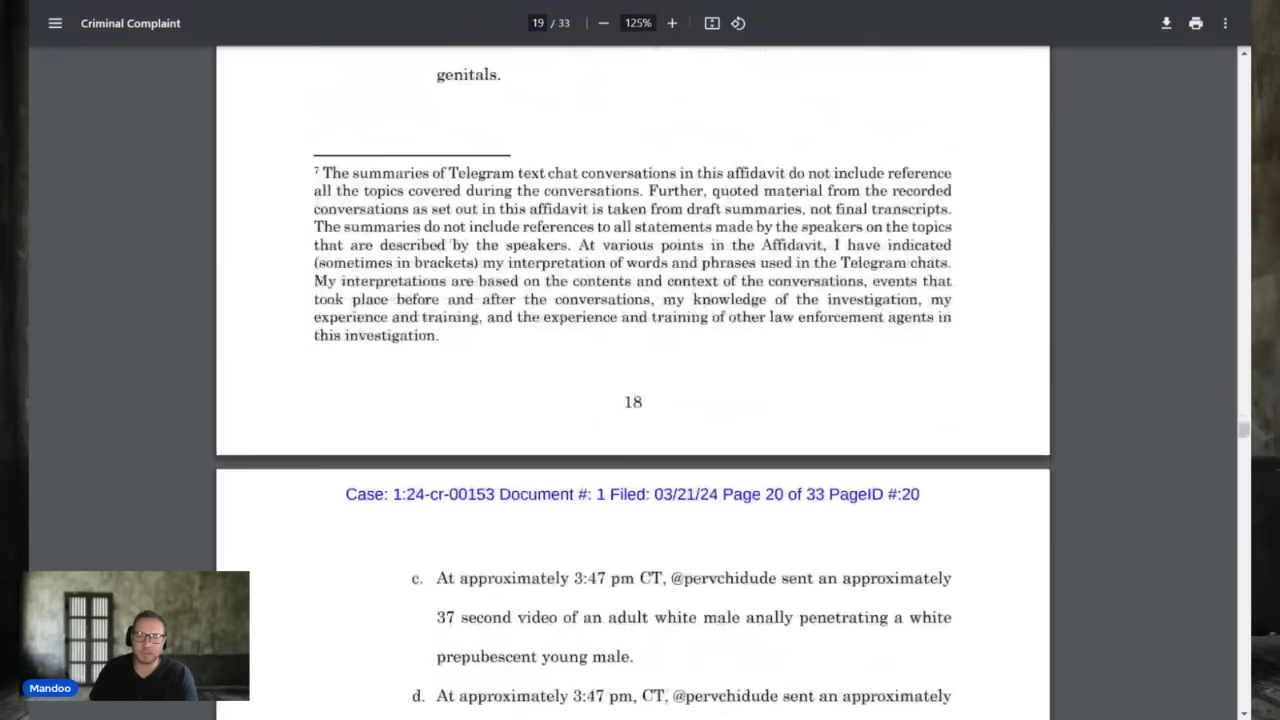 Criminal Complaint
19 / 33
125%
genitals.
7 The summaries of Telegram text chat conversations in this affidavit do not include reference
all the topics covered during the conversations. Further, quoted material from the recorded
conversations as set out in this affidavit is taken from draft summaries, not final transcripts.
The summaries do not include references to all statements made by the speakers on the topics
that are described by the speakers. At various points in the Affidavit, I have indicated
(sometimes in brackets) my interpretation of words and phrases used in the Telegram chats.
My interpretations are based on the contents and context of the conversations, events that
took place before and after the conversations, my knowledge of the investigation, my
experience and training, and the experience and training of other law enforcement agents in
this investigation.
18
Case: 1:24-cr-00153 Document #: 1 Filed: 03/21/24 Page 20 of 33 PageID #:20
c. At approximately 3:47 pm CT, @pervchidude sent an approximately
37 second video of an adult white male anally penetrating a white
prepubescent young male.
d. At approximately 3:47 pm, CT, @pervchidude sent an approximately
Mandoo